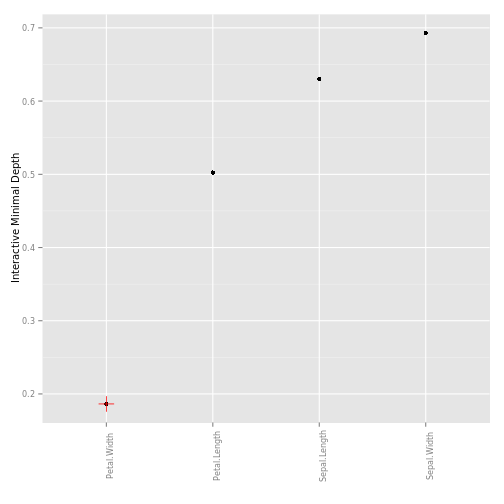 0.7
0.6
0.5
0.4
0.3
0.2
Interactive Minimal Depth
Petal.Width
Petal.Length
Sepal.Length
Sepal.Width